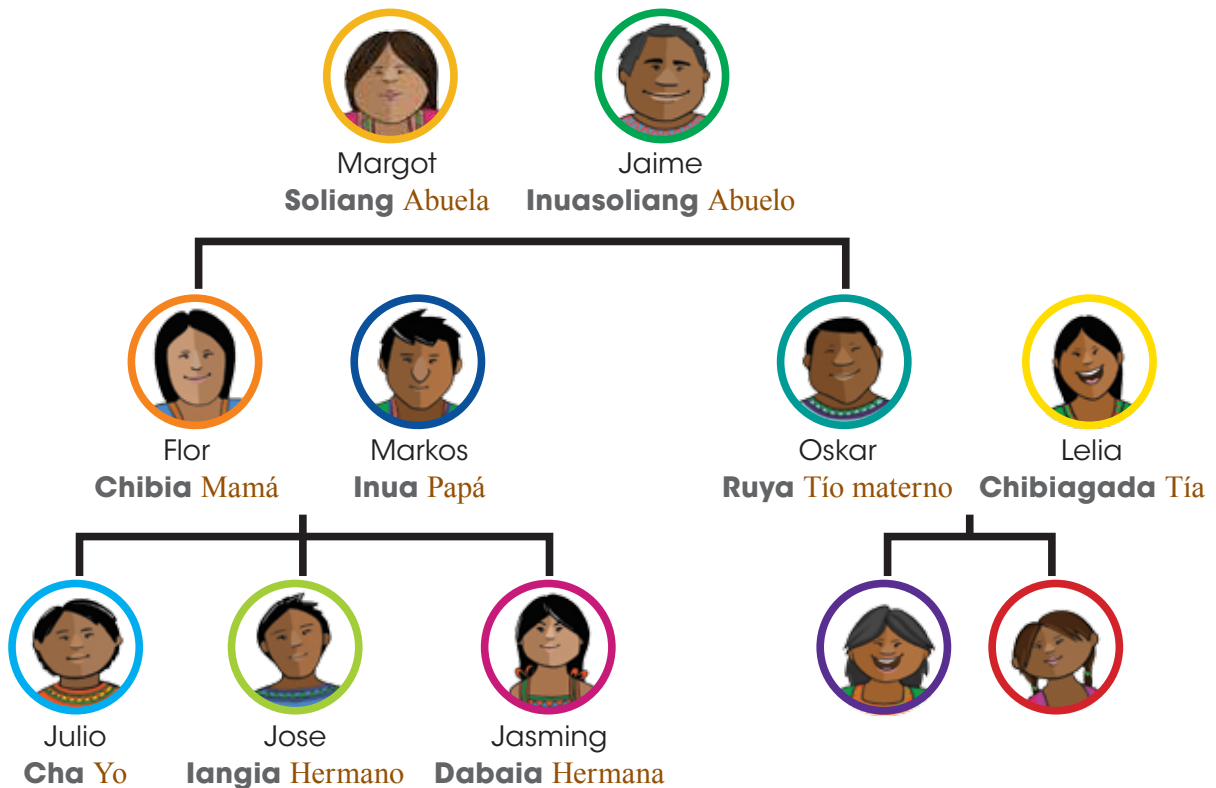 Margot
Soliang Abuela
Jaime
Inuasoliang Abuelo
Flor
Chibia Mamá
Markos
Inua Papá
Oskar
Ruya Tío materno
Lelia
Chibiagada Tía
Julio
Cha Yo
Jose
Iangia Hermano
Jasming
Dabaia Hermana